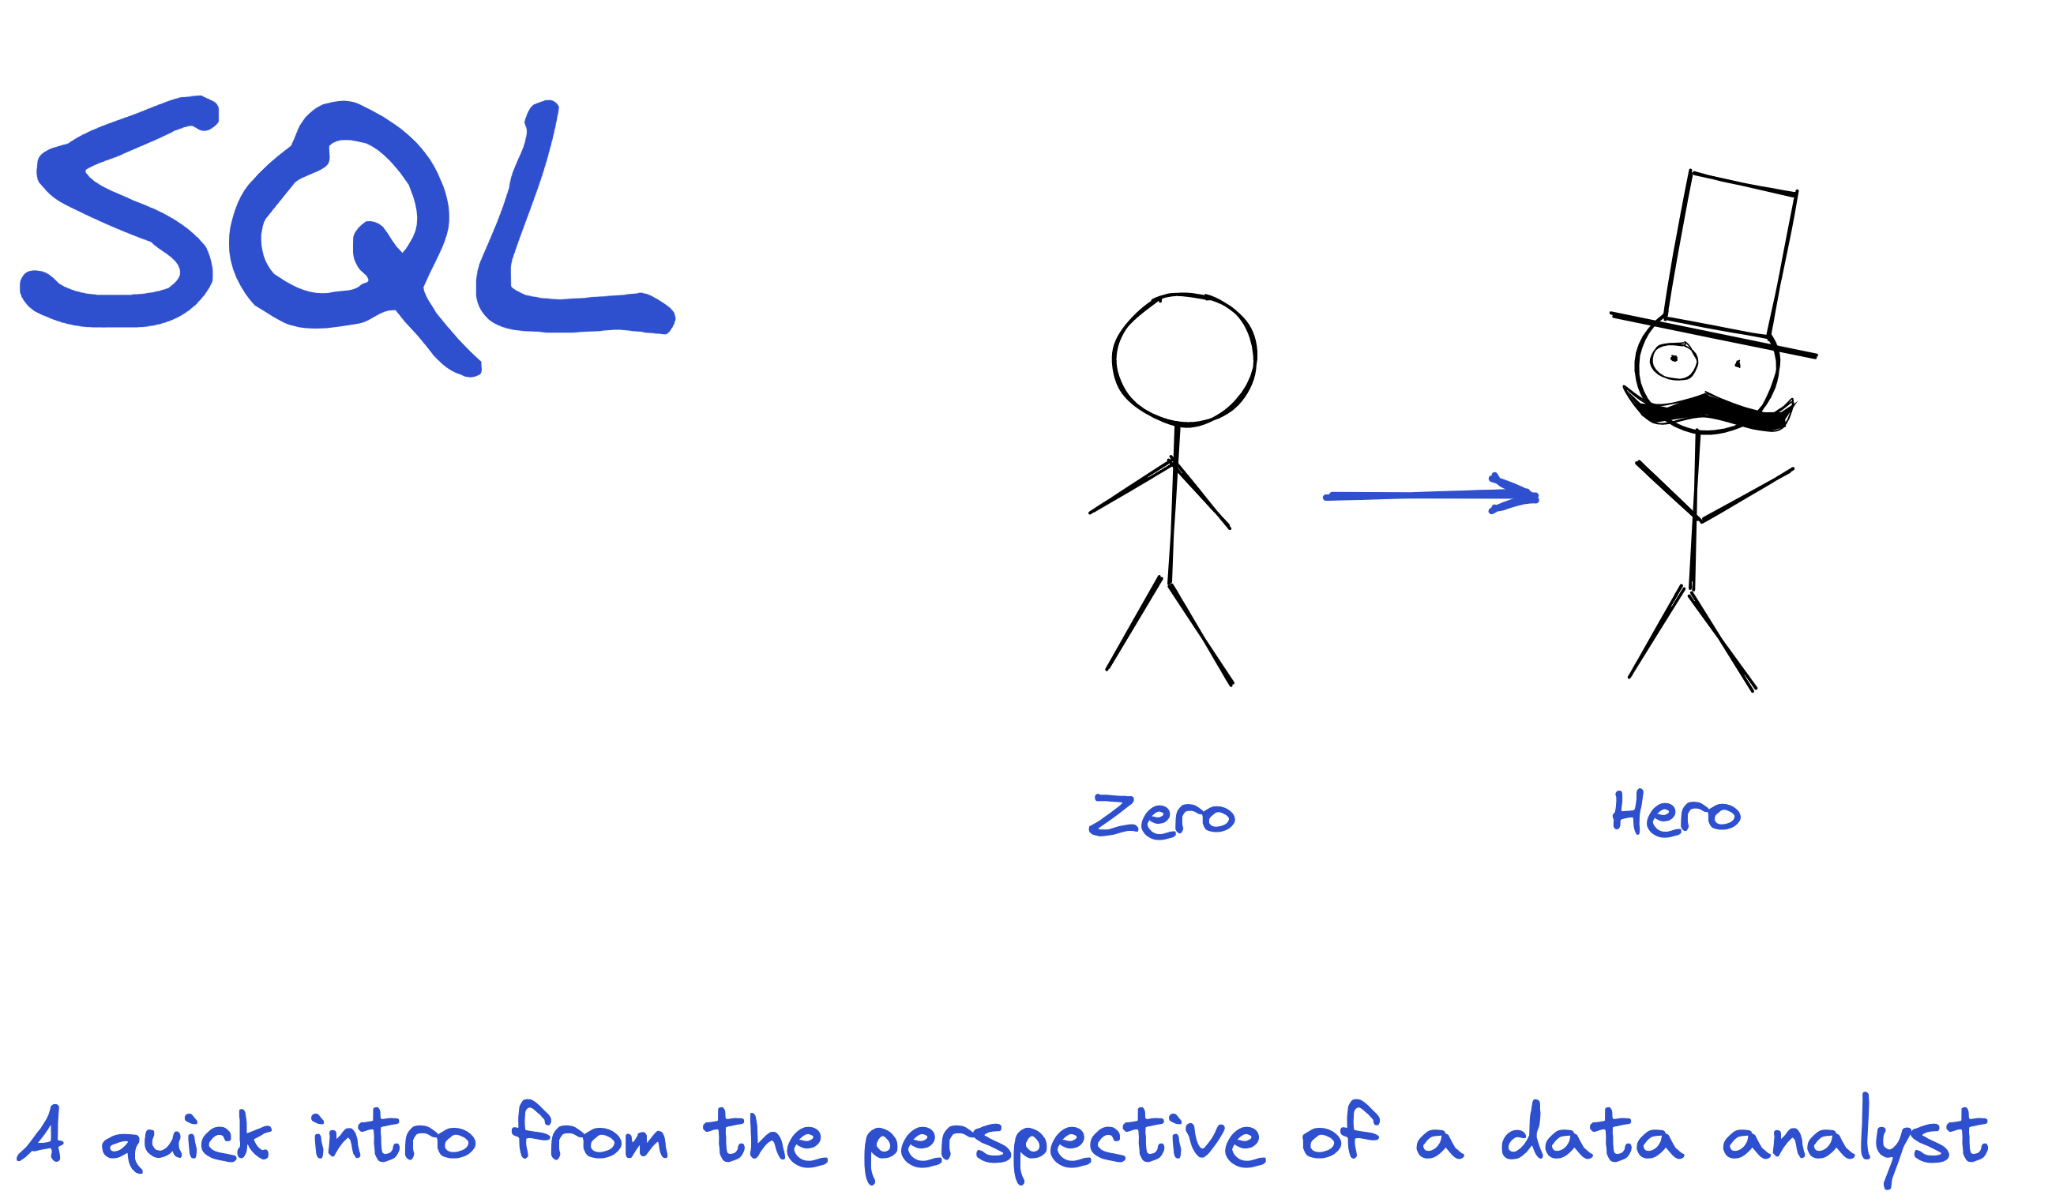 SQL
Zero
Hero
A quick intro from the perspective of a data analyst